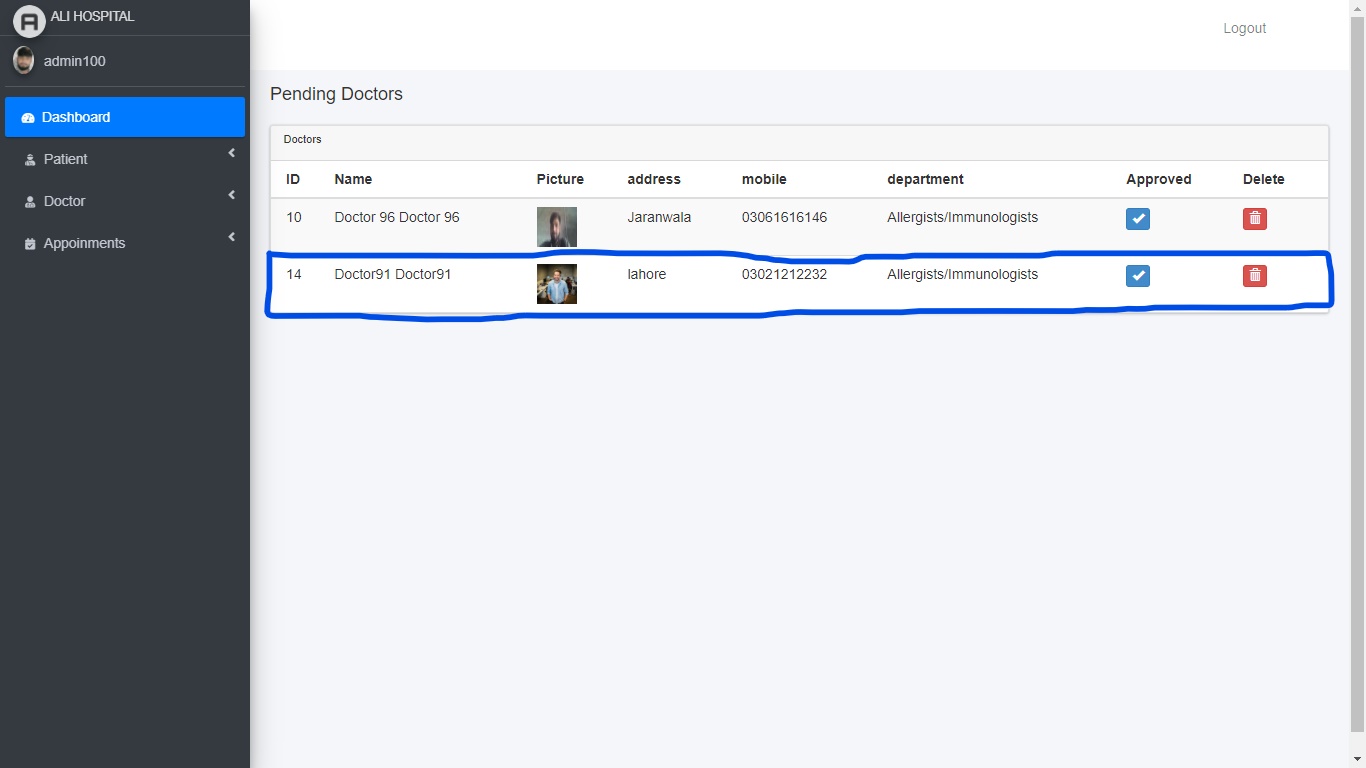 ALI HOSPITAL
Logout
admin100
Pending Doctors
Dashboard
Doctors
Patient
ID Name Picture address mobile department Approved Delete
Doctor
10 Doctor 96 Doctor 96 Jaranwala 03061616146 Allergists/Immunologists
Appoinments
14 Doctor91 Doctor91 lahore 03021212232 Allergists/Immunologists